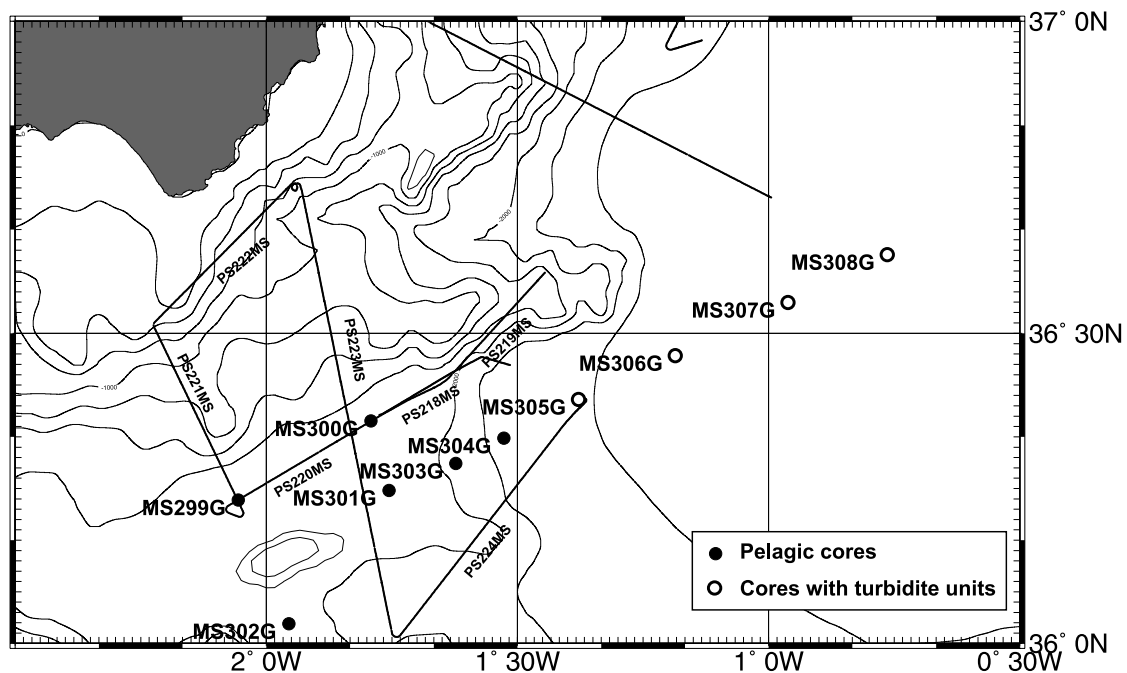 37° 0N
-1000
-2000
PS222MS
MS308G
MS307G
36° 30N
PS219MS
PS223MS
MS306G
PS221MS
-1000
PS218MS
MS305G
MS300G
MS304G
MS303G
PS220MS
MS301G
MS299G
PS224MS
Pelagic cores
Cores with turbidite units
MS302G
36° 0N
2° 0W
1° 30W
1° 0W
0° 30W